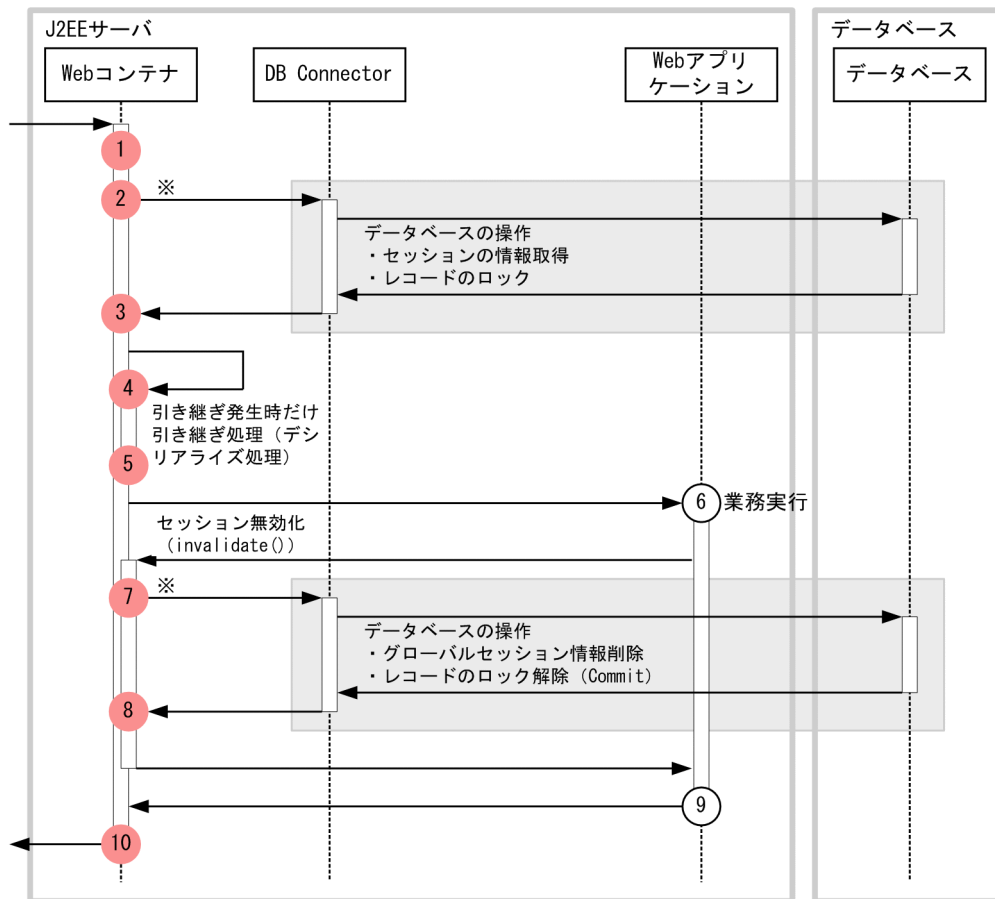 J2EEサーバ
データベース
Webコンテナ
DB Connector
Webアプリ
ケーション
データベース
1
2
※
データベースの操作
・セッションの情報取得
・レコードのロック
3
4
引き継ぎ発生時だけ
引き継ぎ処理(デシ
リアライズ処理)
5
6
業務実行
セッション無効化
(invalidate())
7
※
データベースの操作
・グローバルセッション情報削除
・レコードのロック解除(Commit)
8
9
10